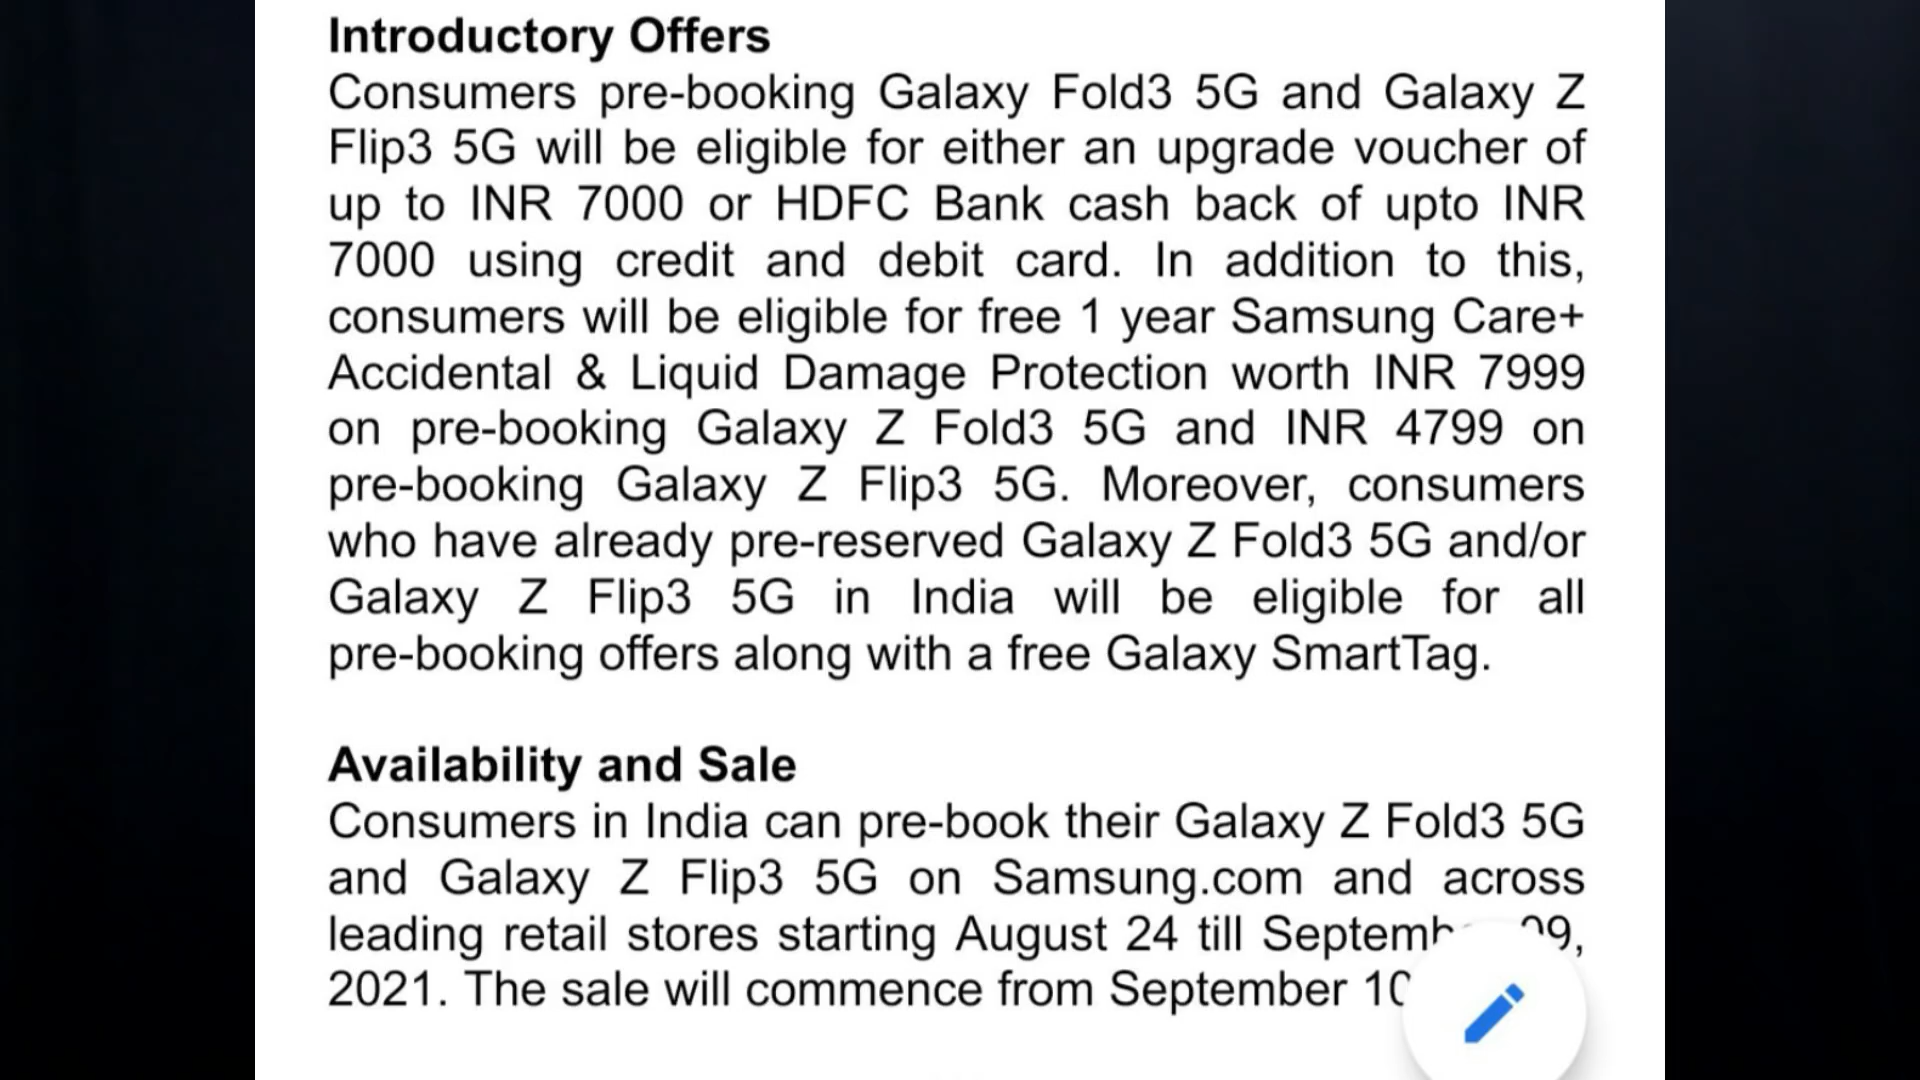 Introductory Offers
Consumers pre-booking Galaxy Fold3 5G and Galaxy Z
Flip3 5G will be eligible for either an upgrade voucher of
up to INR 7000 or HDFC Bank cash back of upto INR
7000 using credit and debit card. In addition to this,
consumers will be eligible for free 1 year Samsung Care+
Accidental & Liquid Damage Protection worth INR 7999
on pre-booking Galaxy Z Fold3 5G and INR 4799 on
pre-booking Galaxy Z Flip3 5G. Moreover, consumers
who have already pre-reserved Galaxy Z Fold3 5G and/or
Galaxy Z Flip3 5G in India will be eligible for all
pre-booking offers along with a free Galaxy SmartTag.
Availability and Sale
Consumers in India can pre-book their Galaxy Z Fold3 5G
and Galaxy Z Flip3 5G on Samsung.com and across
leading retail stores starting August 24 till
2021. The sale will commence from September 10